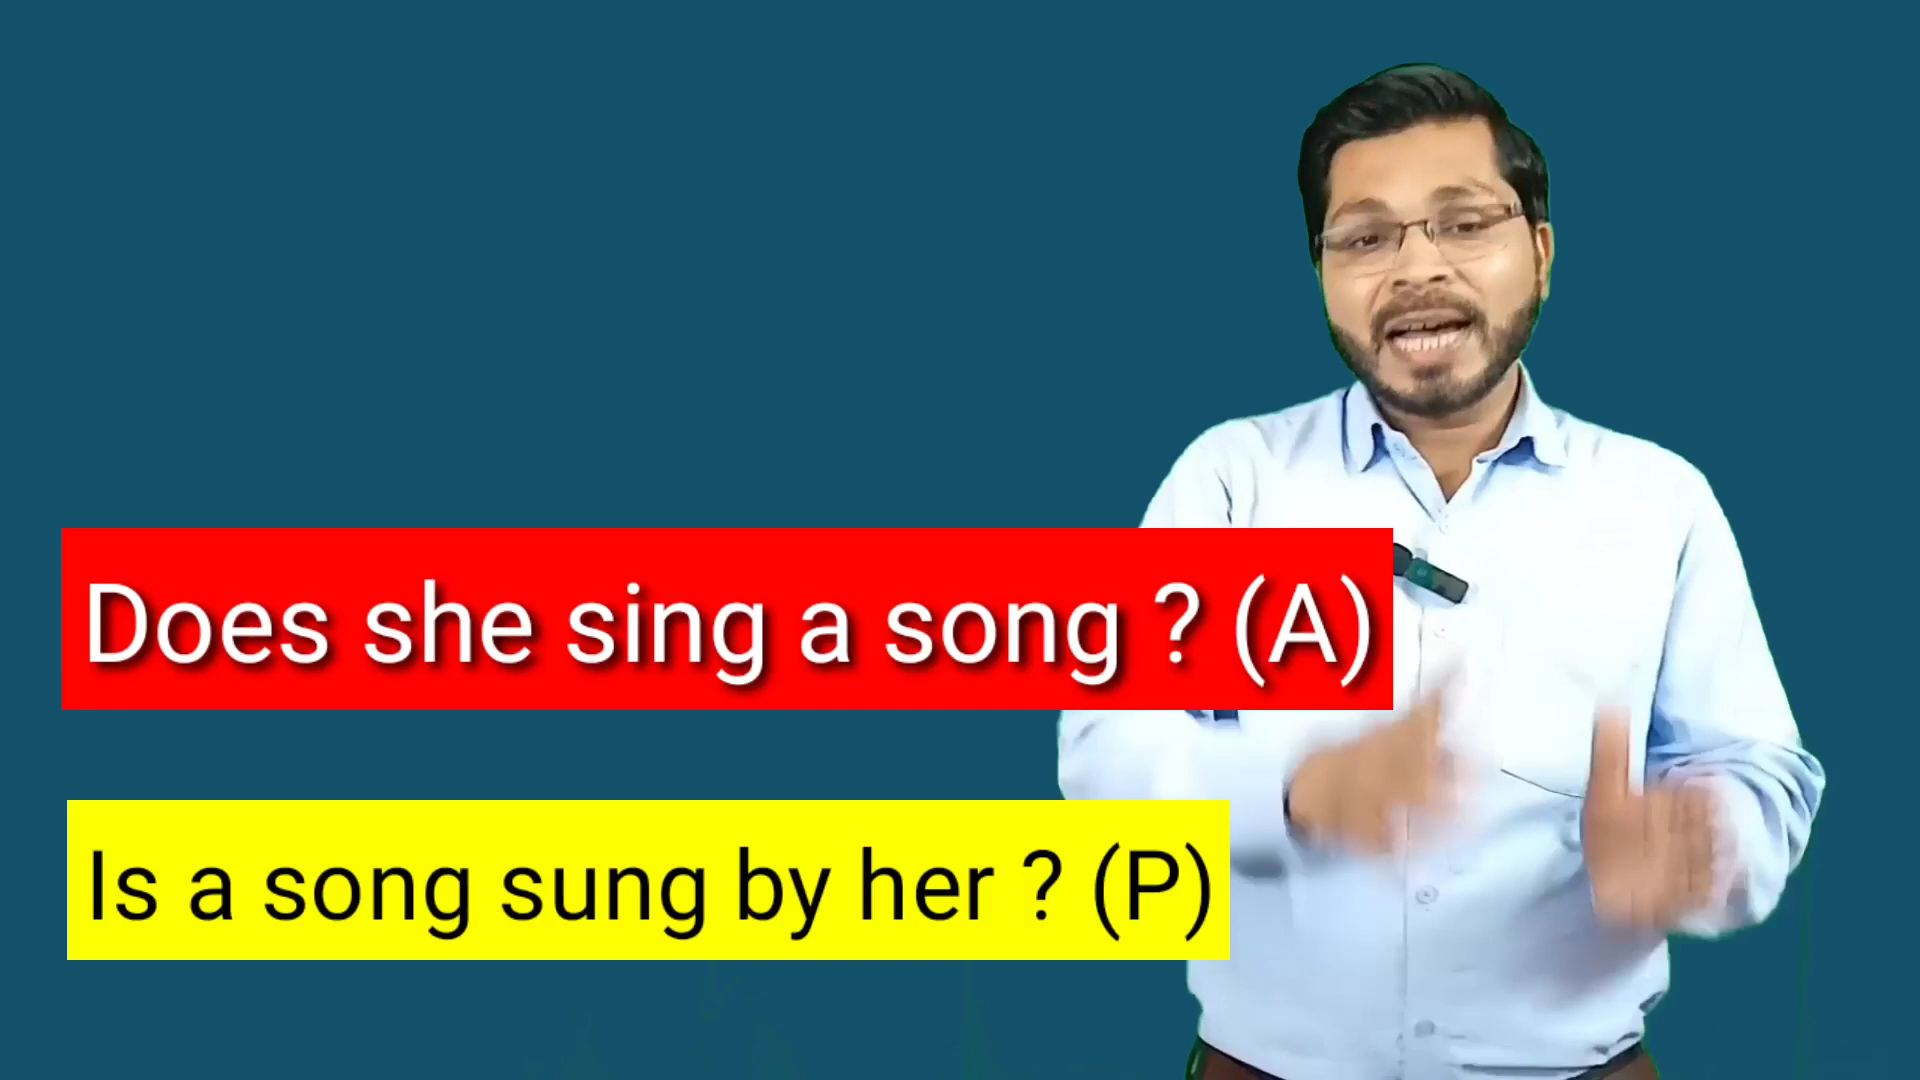 Does she sing a song ? (A)
Is a song sung by her ? (P)